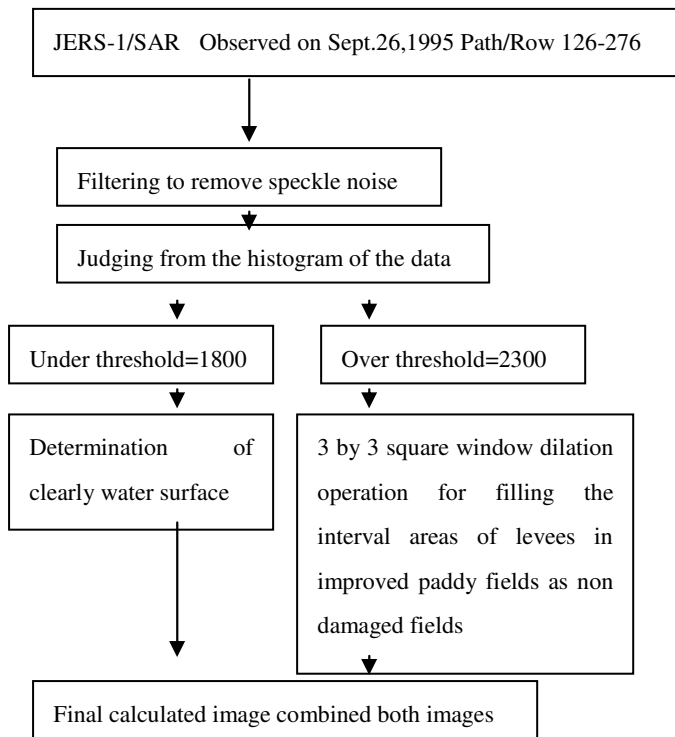 JERS-1/SAR Observed on Sept.26,1995 Path/Row 126-276
Filtering to remove speckle noise
Judging from the histogram of the data
Under threshold=1800
Over threshold=2300
Determination of
clearly water surface
3 by 3 square window dilation
operation for filling the
interval areas of levees in
improved paddy fields as non
damaged fields
Final calculated image combined both images